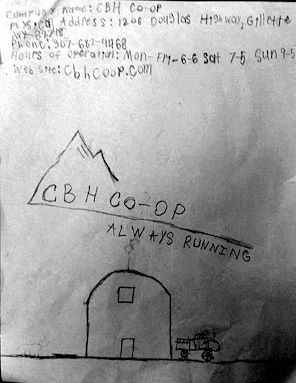 Company Name: CBH Co-op
Physical Address: 1206 Douglas Highway, Gillette
WY 82718
Phone: 307-682-4468
Hours of operation: Mon-Fri-6-6 Sat 7-5 Sun 9-5
Web site: CbhCoop.com
CBH CO-OP
ALWAYS RUNNING